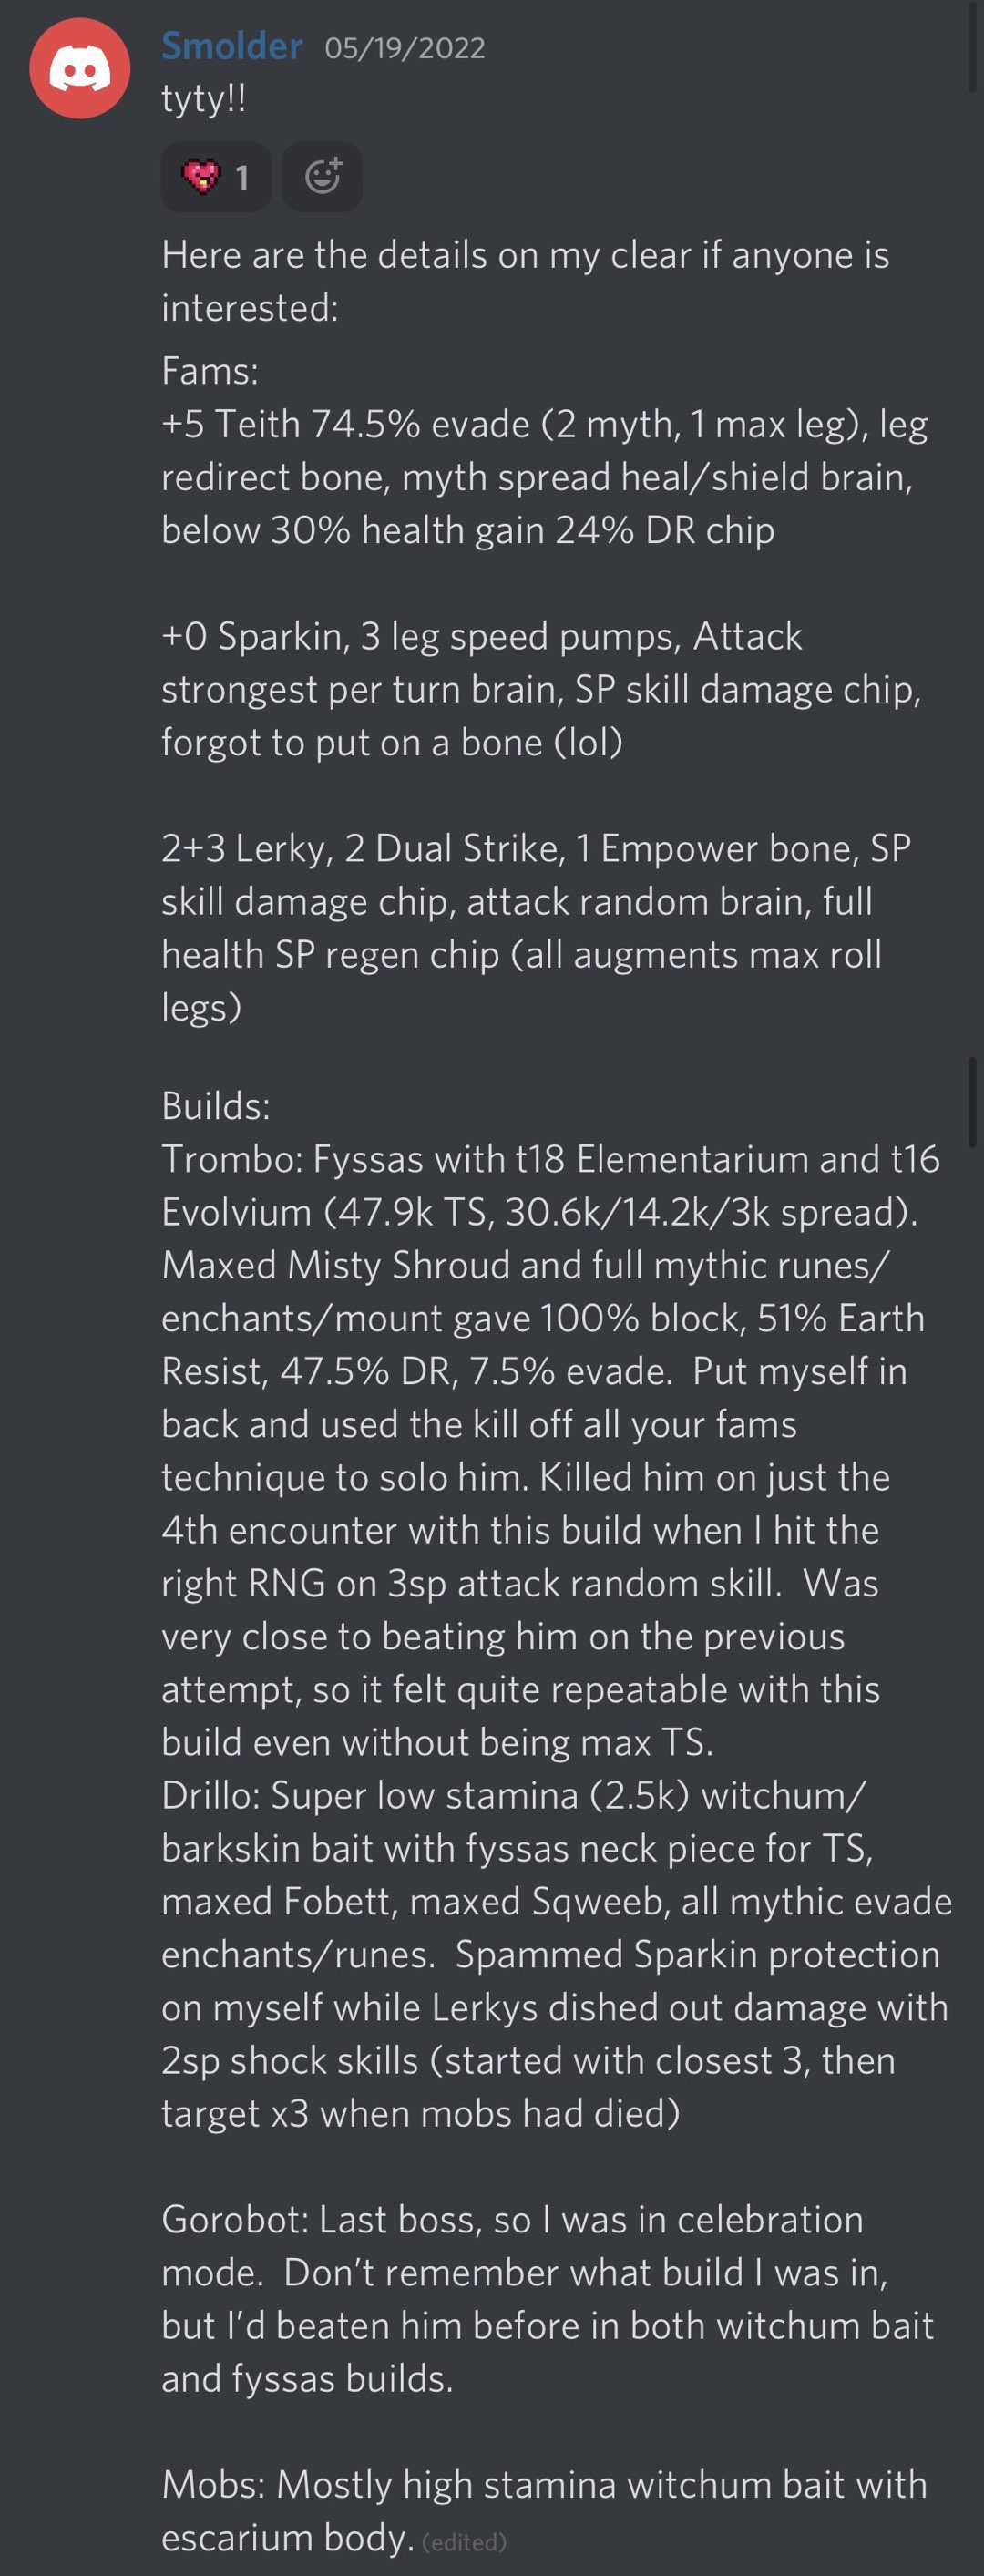 Smolder 05/19/2022
tyty!!
1
Here are the details on my clear if anyone is
interested:
Fams:
+5 Teith 74.5% evade (2 myth, 1 max leg), leg
redirect bone, myth spread heal/shield brain,
below 30% health gain 24% DR chip
+0 Sparkin, 3 leg speed pumps, Attack
strongest per turn brain, SP skill damage chip,
forgot to put on a bone (lol)
2+3 Lerky, 2 Dual Strike, 1 Empower bone, SP
skill damage chip, attack random brain, full
health SP regen chip (all augments max roll
legs)
Builds:
Trombo: Fyssas with t18 Elementarium and t16
Evolvium (47.9k TS, 30.6k/14.2k/3k spread).
Maxed Misty Shroud and full mythic runes/
enchants/mount gave 100% block, 51% Earth
Resist, 47.5% DR, 7.5% evade.  Put myself in
back and used the kill off all your fams
technique to solo him. Killed him on just the
4th encounter with this build when I hit the
right RNG on 3sp attack random skill.  Was
very close to beating him on the previous
attempt, so it felt quite repeatable with this
build even without being max TS.
Drillo: Super low stamina (2.5k) witchum/
barkskin bait with fyssas neck piece for TS,
maxed Fobett, maxed Sqweeb, all mythic evade
enchants/runes.  Spammed Sparkin protection
on myself while Lerkys dished out damage with
2sp shock skills (started with closest 3, then
target x3 when mobs had died)
Gorobot: Last boss, so I was in celebration
mode.  Don’t remember what build I was in,
but I’d beaten him before in both witchum bait
and fyssas builds.
Mobs: Mostly high stamina witchum bait with
escarium body. (edited)